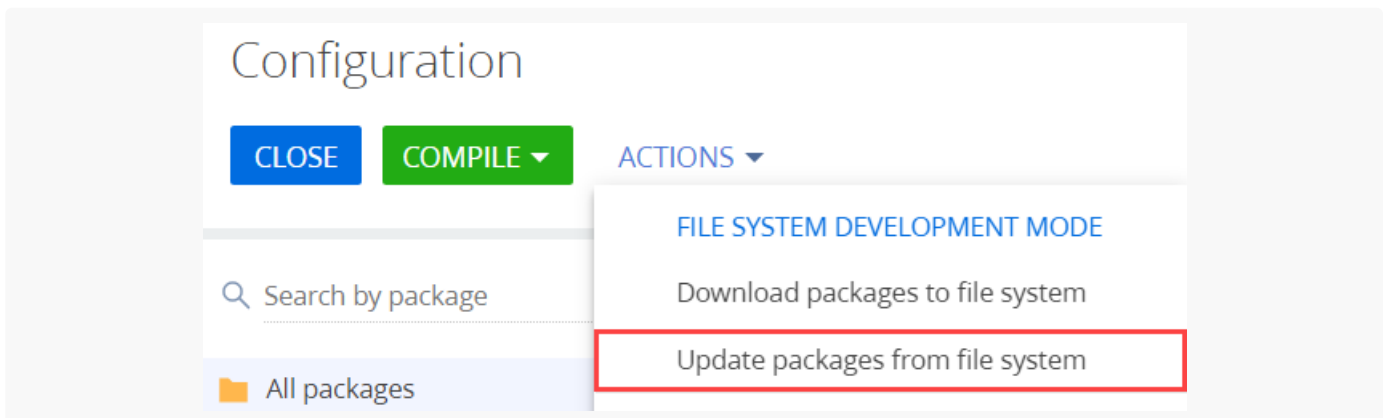 Configuration
CLOSE COMPILE ACTIONS
FILE SYSTEM DEVELOPMENT MODE
Search by package
Download packages to file system
Update packages from file system
All packages